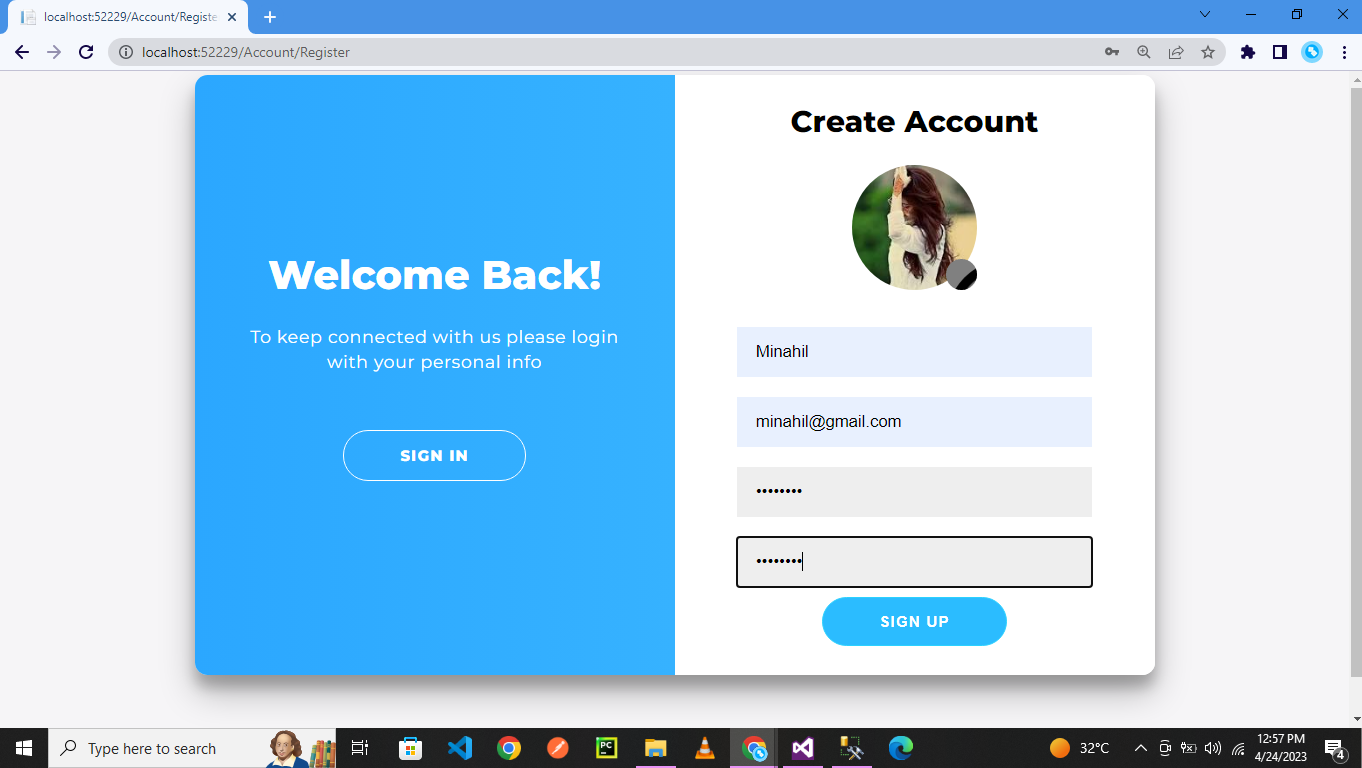 localhost:52229/Account/Registe
localhost:52229/Account/Register
Welcome Back!
To keep connected with us please login
with your personal info
SIGN IN
Create Account
Minahil
minahil@gmail.com
••••••••
••••••••
SIGN UP
Type here to search
PC
32°C
12:57 PM
4/24/2023
4